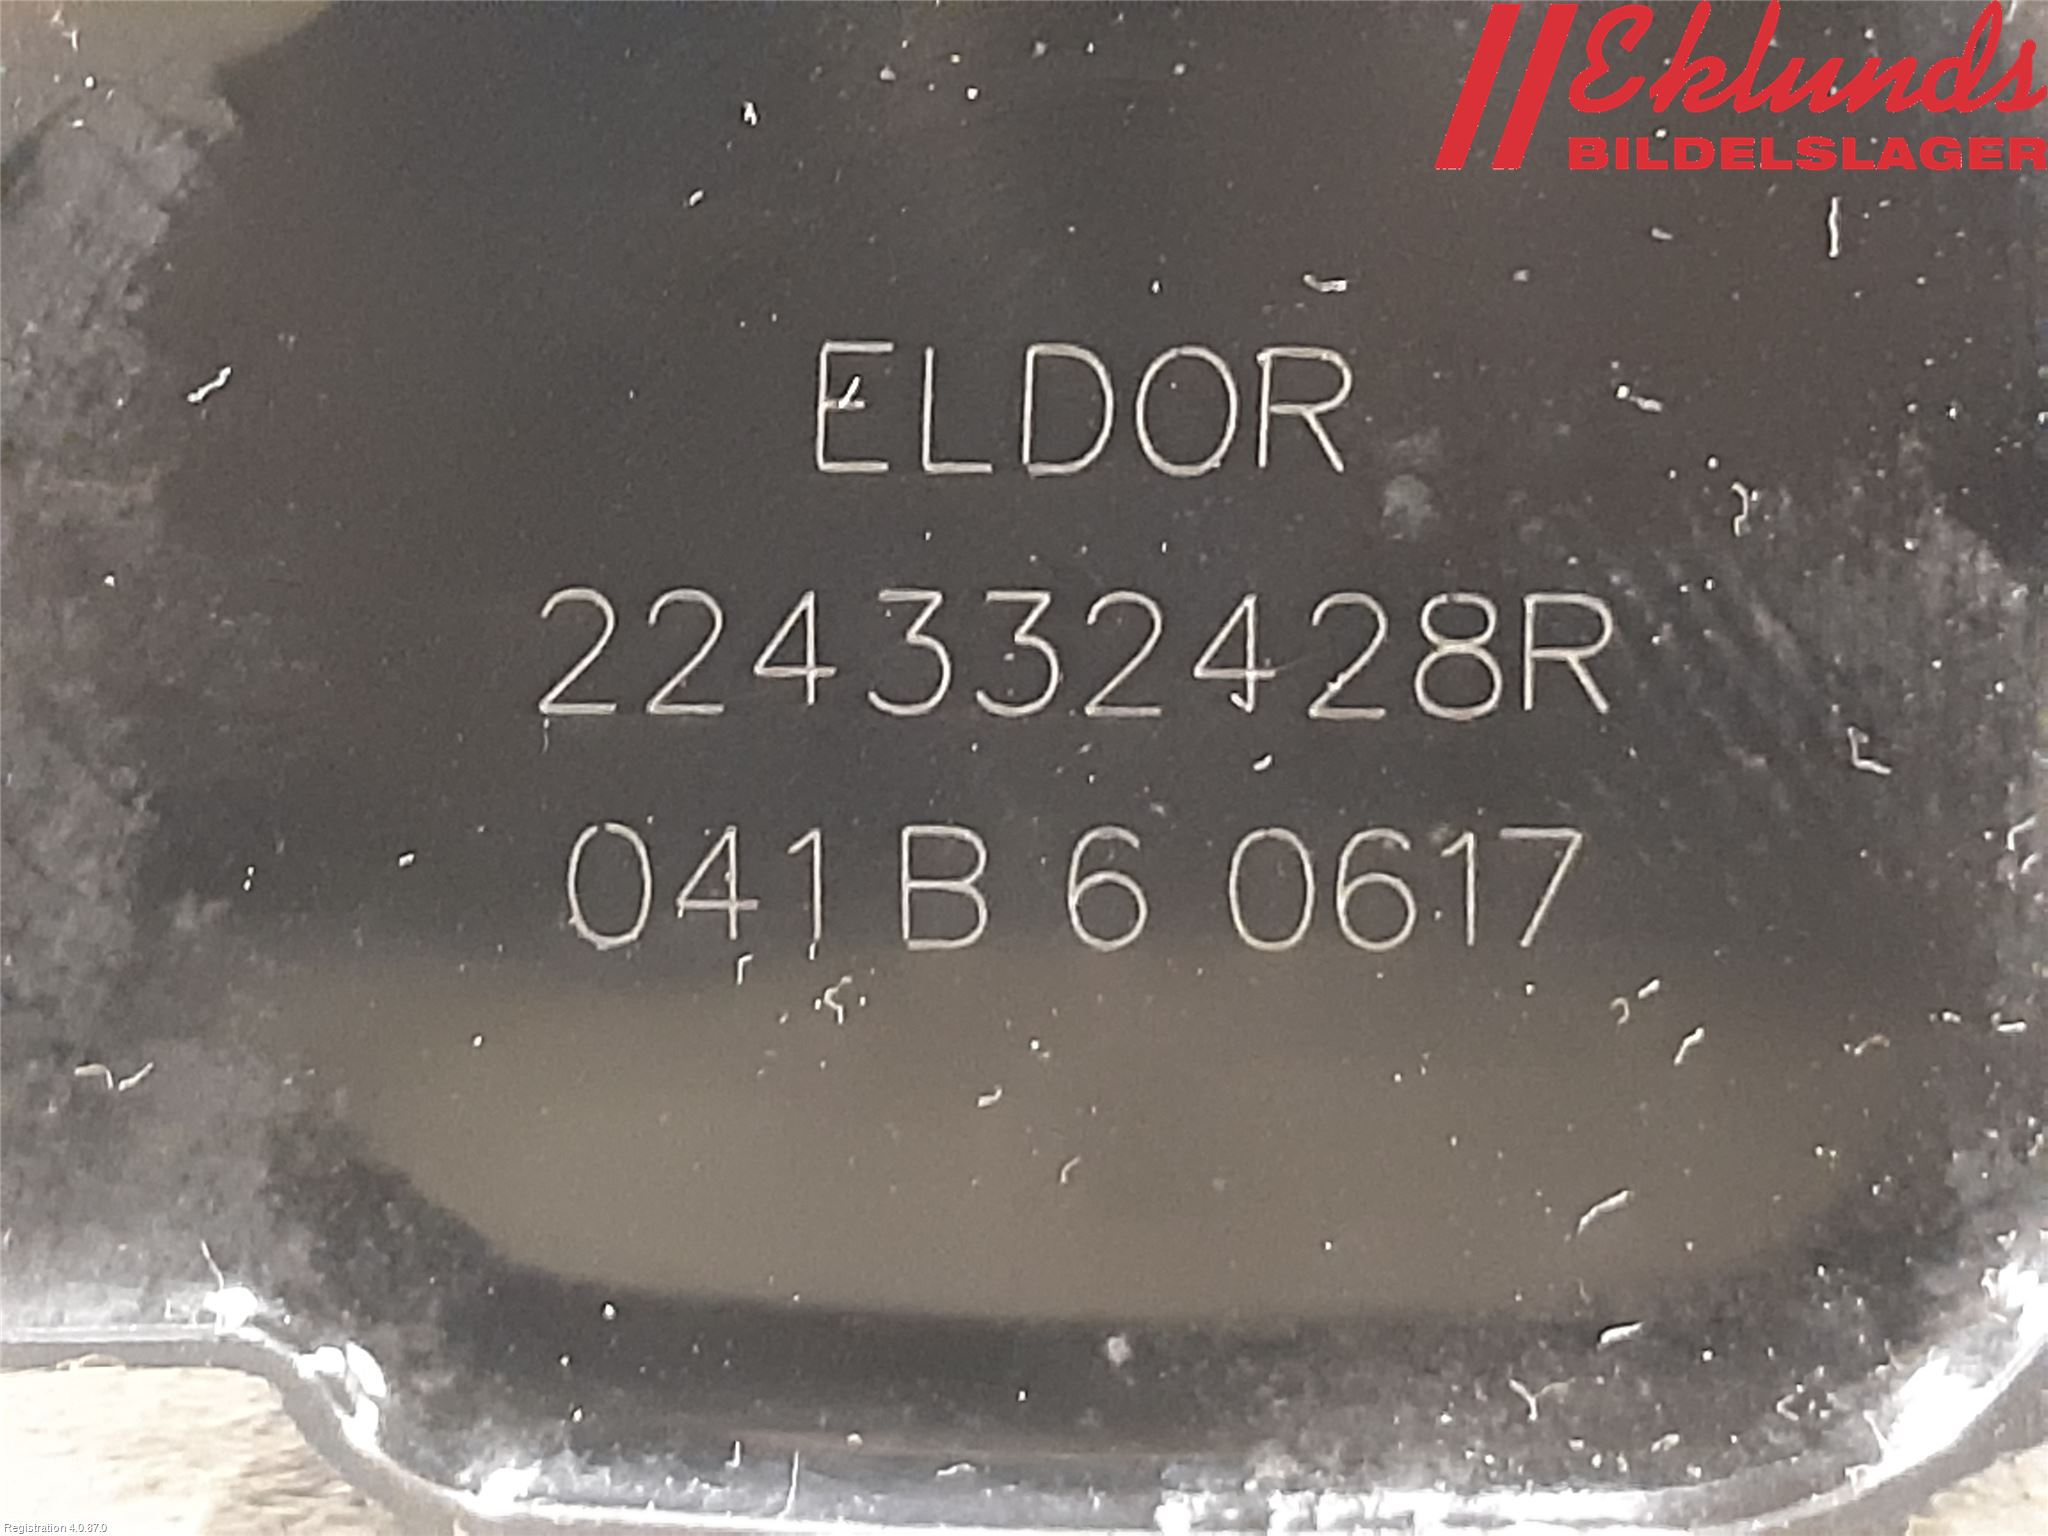 Eklunds
BILDELSLAGER
ELDOR
224332428R
041 B 6 0617
Registration 4.0.87.0